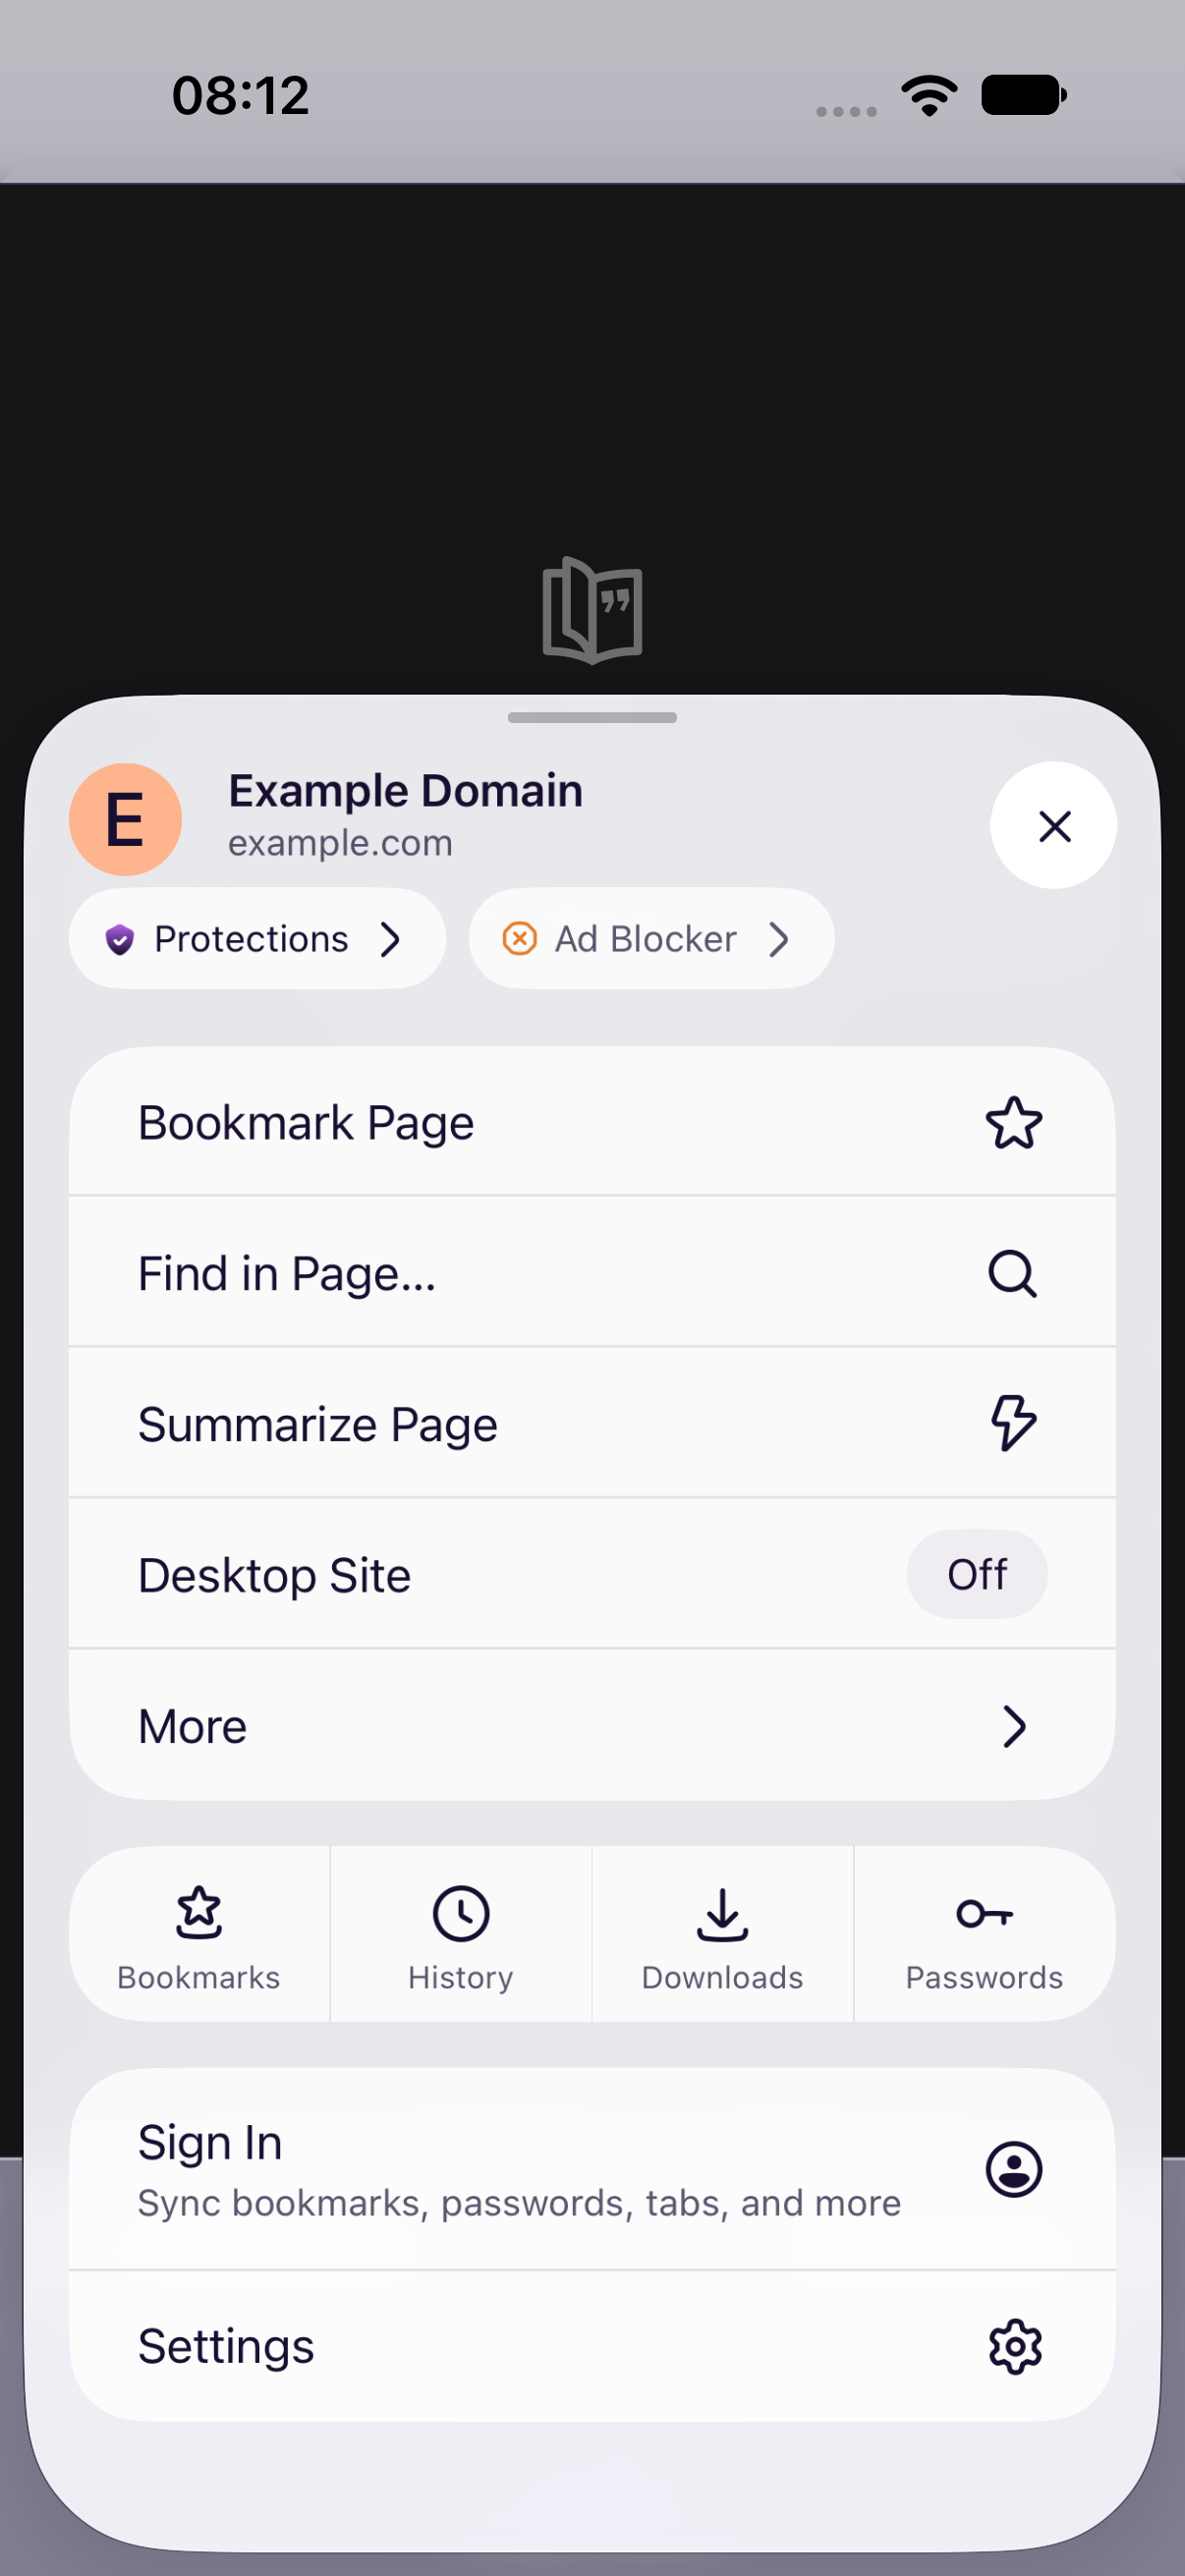 08:12
E
Example Domain
example.com
Protections
Ad Blocker
Bookmark Page
Find in Page...
Summarize Page
Desktop Site
Off
More
Bookmarks
History
Downloads
Passwords
Sign In
Sync bookmarks, passwords, tabs, and more
Settings